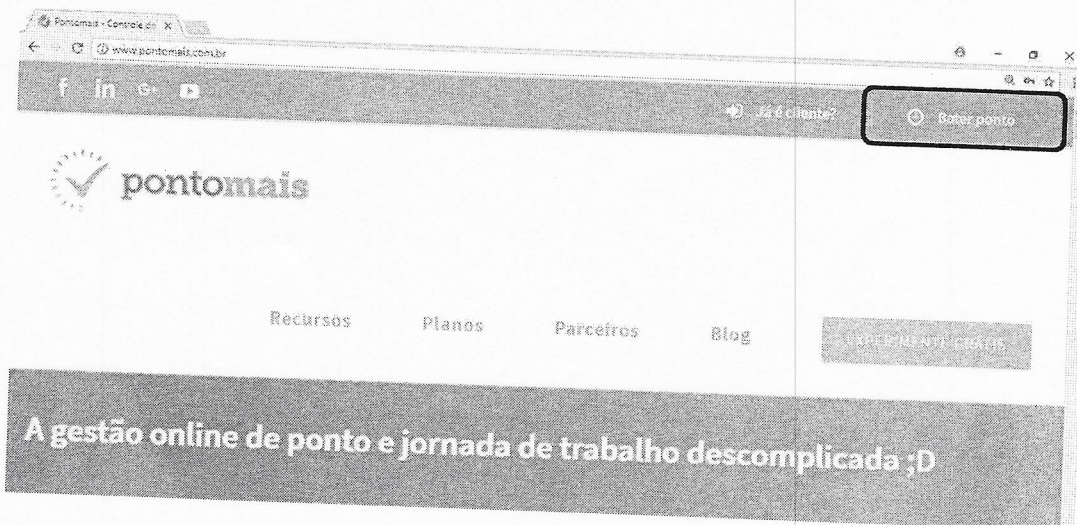 Pontomais - Controle de
www.pontomais.com.br
f in G+
Já é cliente?
Bater ponto
pontomais
Recursos
Planos
Parceiros
Blog
EXPERIMENTE GRÁTIS
A gestão online de ponto e jornada de trabalho descomplicada ;D